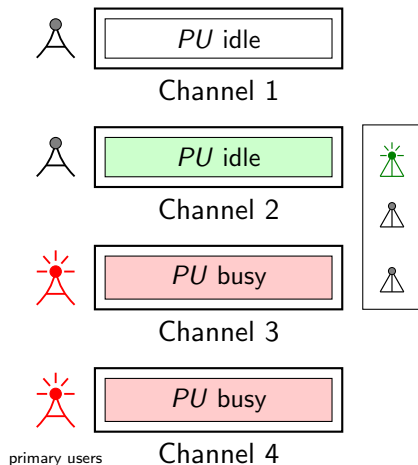 PU idle
Channel 1
PU idle
Channel 2
PU busy
Channel 3
PU busy
Channel 4
primary users